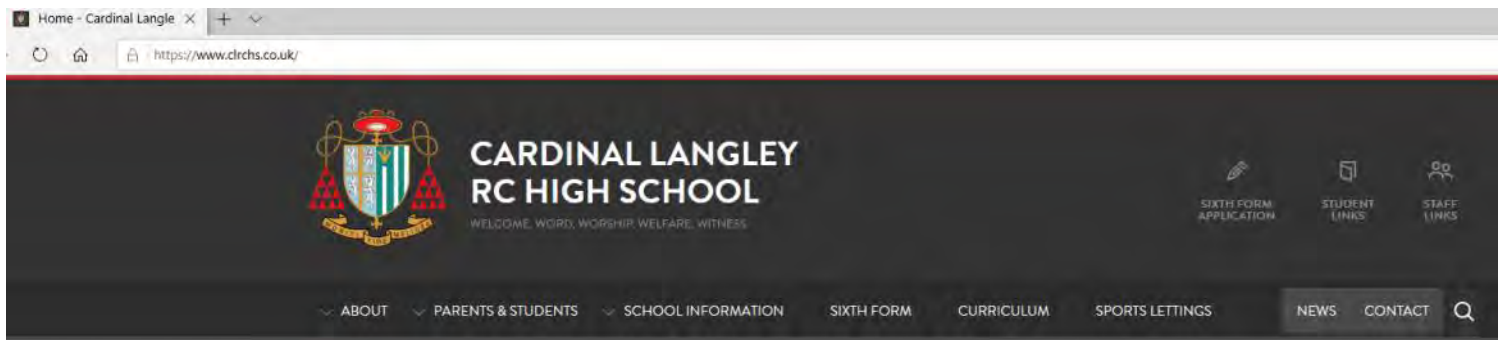 Home - Cardinal Langle
https://www.clrchs.co.uk/
CARDINAL LANGLEY
RC HIGH SCHOOL
WELCOME, WORD, WORSHIP, WELFARE, WITNESS
SIXTH FORM
APPLICATION
STUDENT
LINKS
STAFF
LINKS
ABOUT PARENTS & STUDENTS SCHOOL INFORMATION SIXTH FORM CURRICULUM SPORTS LETTINGS NEWS CONTACT